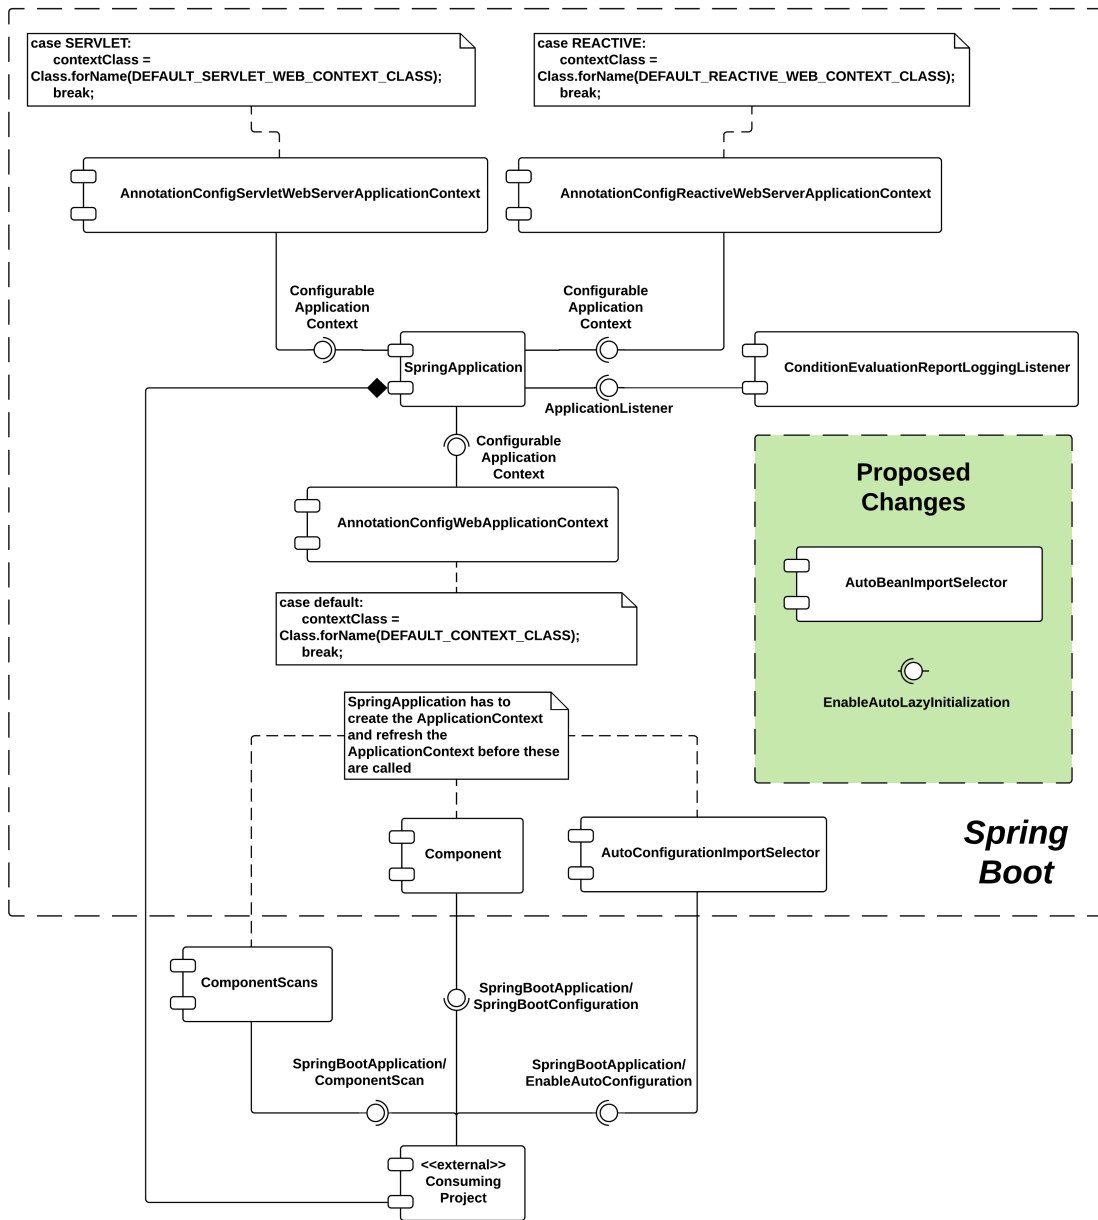 case SERVLET:
contextClass =
Class.forName(DEFAULT_SERVLET_WEB_CONTEXT_CLASS);
break;
case REACTIVE:
contextClass =
Class.forName(DEFAULT_REACTIVE_WEB_CONTEXT_CLASS);
break;
AnnotationConfigServletWebServerApplicationContext
AnnotationConfigReactiveWebServerApplicationContext
Configurable
Application
Context
Configurable
Application
Context
SpringApplication
ConditionEvaluationReportLoggingListener
ApplicationListener
Configurable
Application
Context
AnnotationConfigWebApplicationContext
Proposed
Changes
AutoBeanImportSelector
EnableAutoLazyInitialization
case default:
contextClass =
Class.forName(DEFAULT_CONTEXT_CLASS);
break;
SpringApplication has to
create the ApplicationContext
and refresh the
ApplicationContext before these
are called
Component
AutoConfigurationImportSelector
Spring
Boot
ComponentScans
SpringBootApplication/
SpringBootConfiguration
SpringBootApplication/
ComponentScan
SpringBootApplication/
EnableAutoConfiguration
<<external>>
Consuming
Project